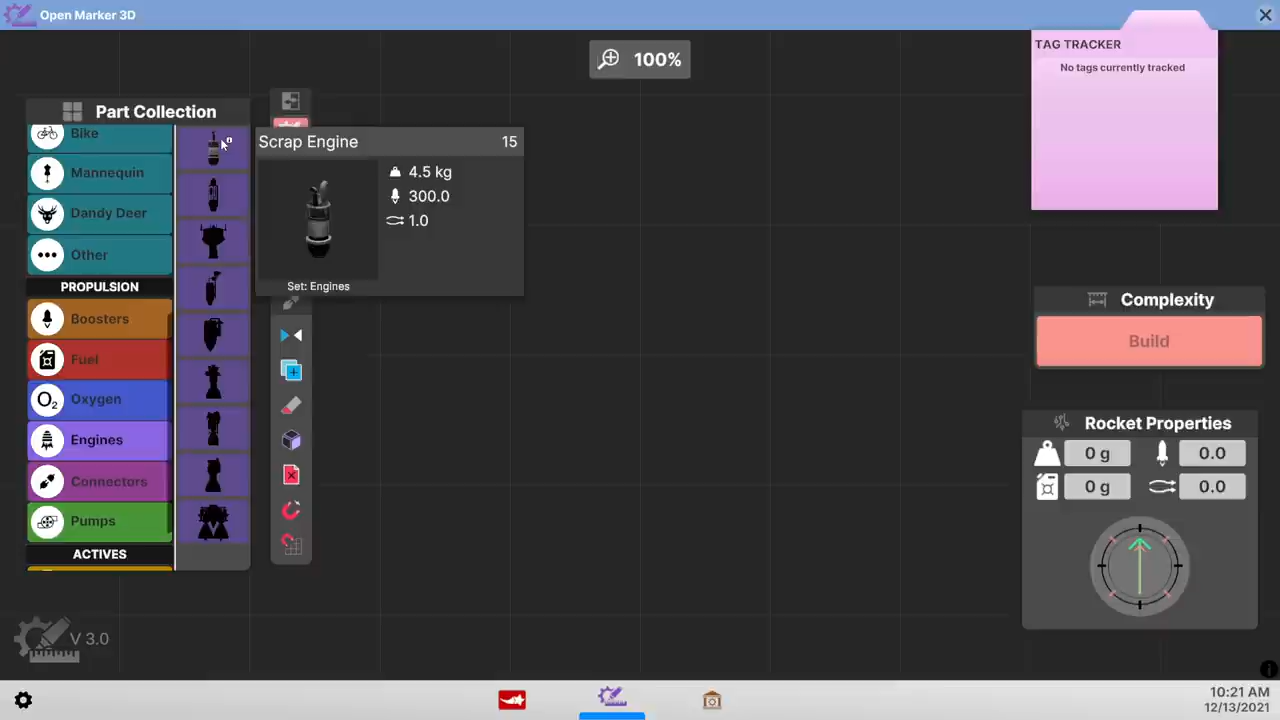 Open Marker 3D
100%
TAG TRACKER
No tags currently tracked
Part Collection
Bike
Mannequin
Dandy Deer
Other
PROPULSION
Boosters
Fuel
O2 Oxygen
Engines
Connectors
Pumps
ACTIVES
Scrap Engine 15
4.5 kg
300.0
1.0
Set: Engines
Complexity
Build
Rocket Properties
0 g 0.0
0 g 0.0
V 3.0
10:21 AM
12/13/2021